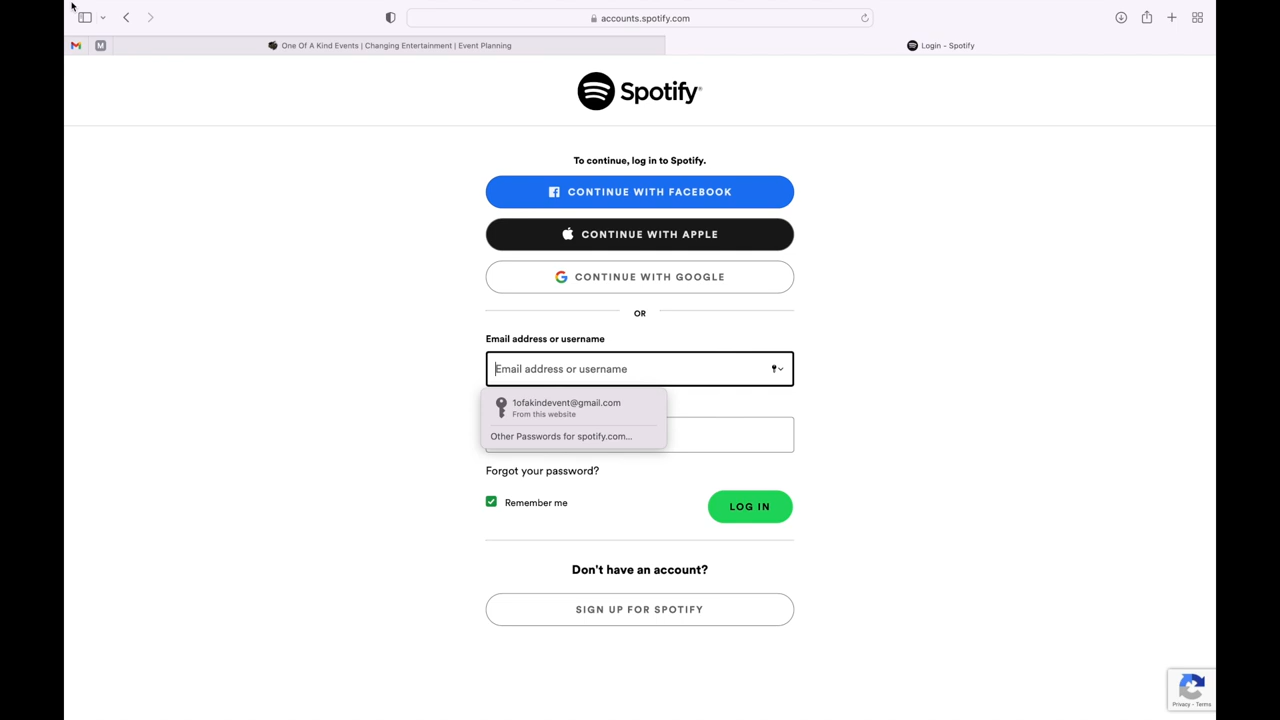 accounts.spotify.com
M
One Of A Kind Events | Changing Entertainment | Event Planning
Login - Spotify
Spotify®
To continue, log in to Spotify.
CONTINUE WITH FACEBOOK
CONTINUE WITH APPLE
CONTINUE WITH GOOGLE
OR
Email address or username
Email address or username
1ofakindevent@gmail.com
From this website
Other Passwords for spotify.com...
Forgot your password?
Remember me
LOG IN
Don't have an account?
SIGN UP FOR SPOTIFY
Privacy - Terms